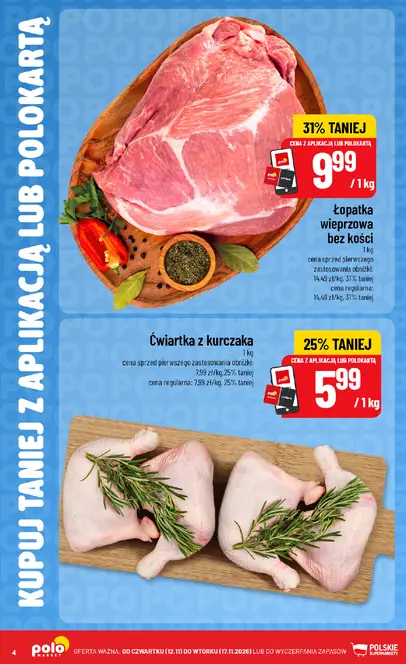 KUPUJ TANIEJ Z APLIKACJĄ LUB POLOKARTĄ
31% TANIEJ
CENA Z APLIKACJĄ LUB POLOKARTĄ
9,99
/1 kg
Łopatka
wieprzowa
bez kości
1 kg
cena sprzed pierwszego
zastosowania obniżki:
14,49 zł/kg, 31% taniej
cena regularna:
14,49 zł/kg, 31% taniej
Ćwiartka z kurczaka
1 kg
cena sprzed pierwszego zastosowania obniżki:
7,99 zł/kg, 25% taniej
cena regularna: 7,99 zł/kg, 25% taniej
25% TANIEJ
CENA Z APLIKACJĄ LUB POLOKARTĄ
5,99
/1 kg
4
polo
MARKET
OFERTA WAŻNA: OD CZWARTKU (12.11) DO WTORKU (17.11.2026) LUB DO WYCZERPANIA ZAPASÓW
POLSKIE
SUPERMARKETY